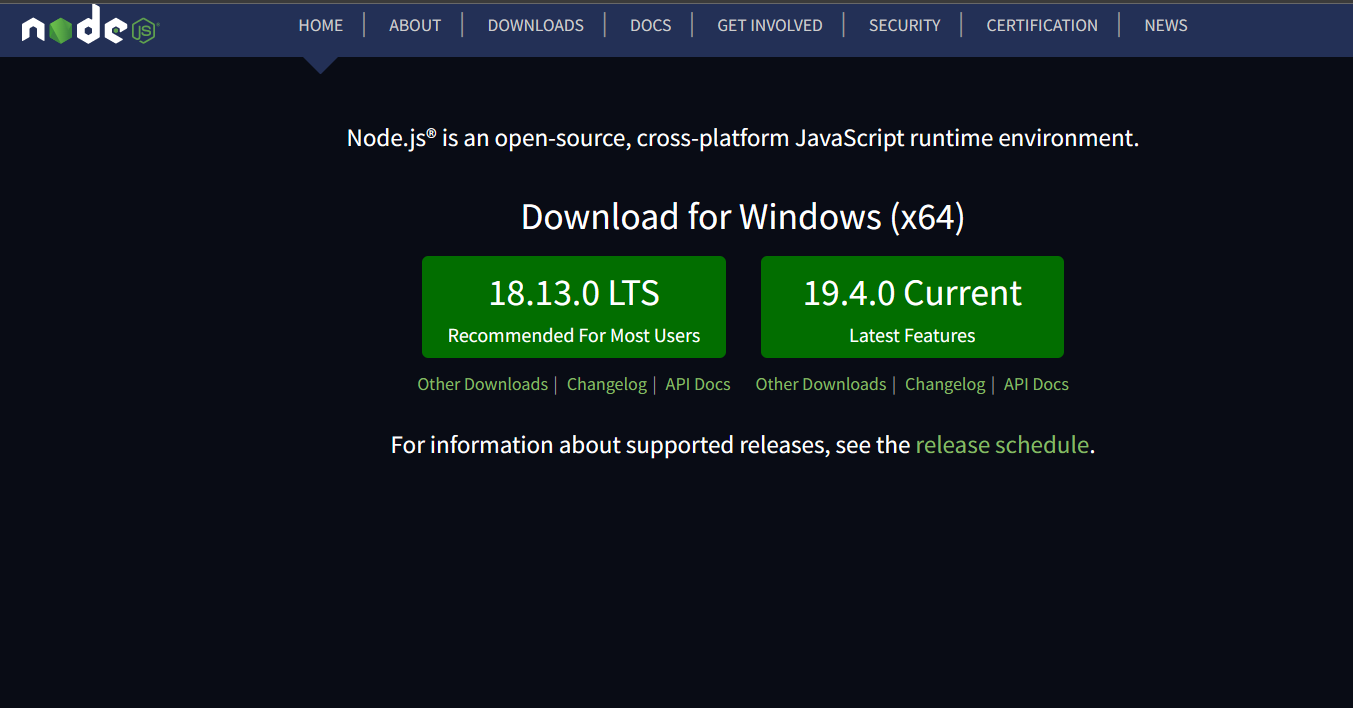 node JS
HOME | ABOUT | DOWNLOADS | DOCS | GET INVOLVED | SECURITY | CERTIFICATION | NEWS
Node.js® is an open-source, cross-platform JavaScript runtime environment.
Download for Windows (x64)
18.13.0 LTS
Recommended For Most Users
19.4.0 Current
Latest Features
Other Downloads | Changelog | API Docs
Other Downloads | Changelog | API Docs
For information about supported releases, see the release schedule.